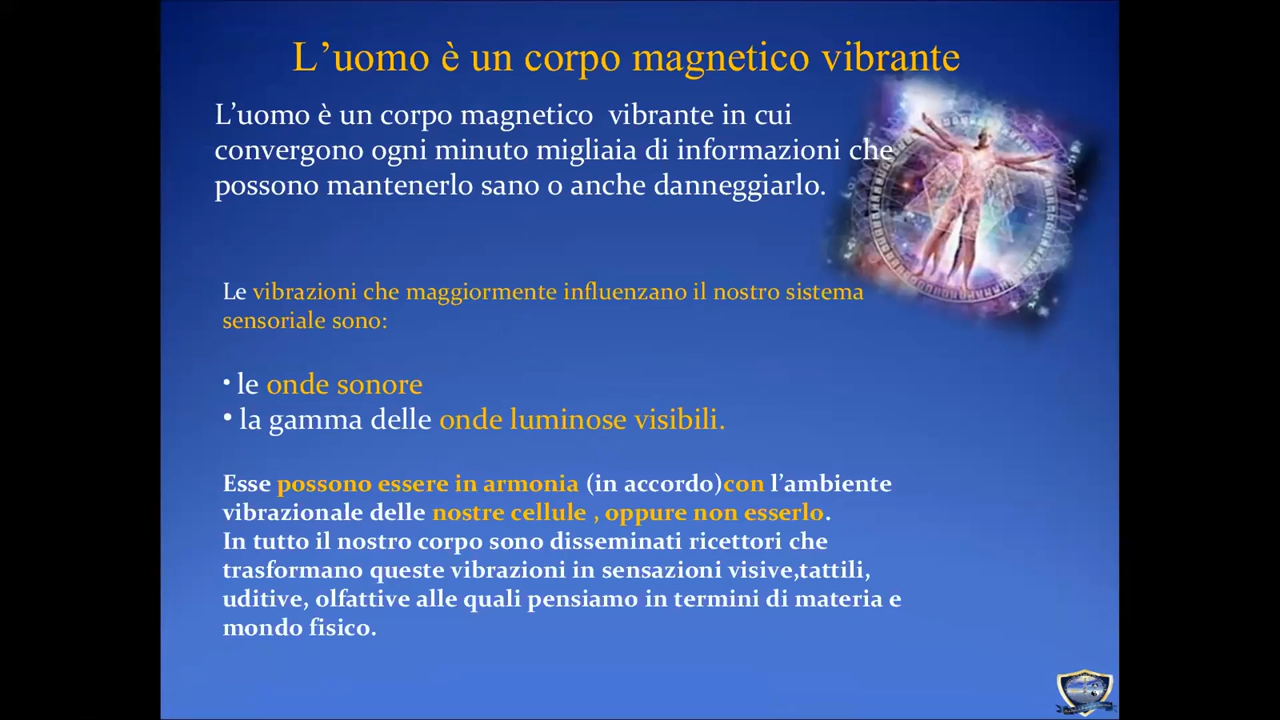 L’uomo è un corpo magnetico vibrante
L’uomo è un corpo magnetico  vibrante in cui
convergono ogni minuto migliaia di informazioni che
possono mantenerlo sano o anche danneggiarlo.
Le vibrazioni che maggiormente influenzano il nostro sistema
sensoriale sono:
• le onde sonore
• la gamma delle onde luminose visibili.
Esse possono essere in armonia (in accordo)con l’ambiente
vibrazionale delle nostre cellule , oppure non esserlo.
In tutto il nostro corpo sono disseminati ricettori che
trasformano queste vibrazioni in sensazioni visive,tattili,
uditive, olfattive alle quali pensiamo in termini di materia e
mondo fisico.